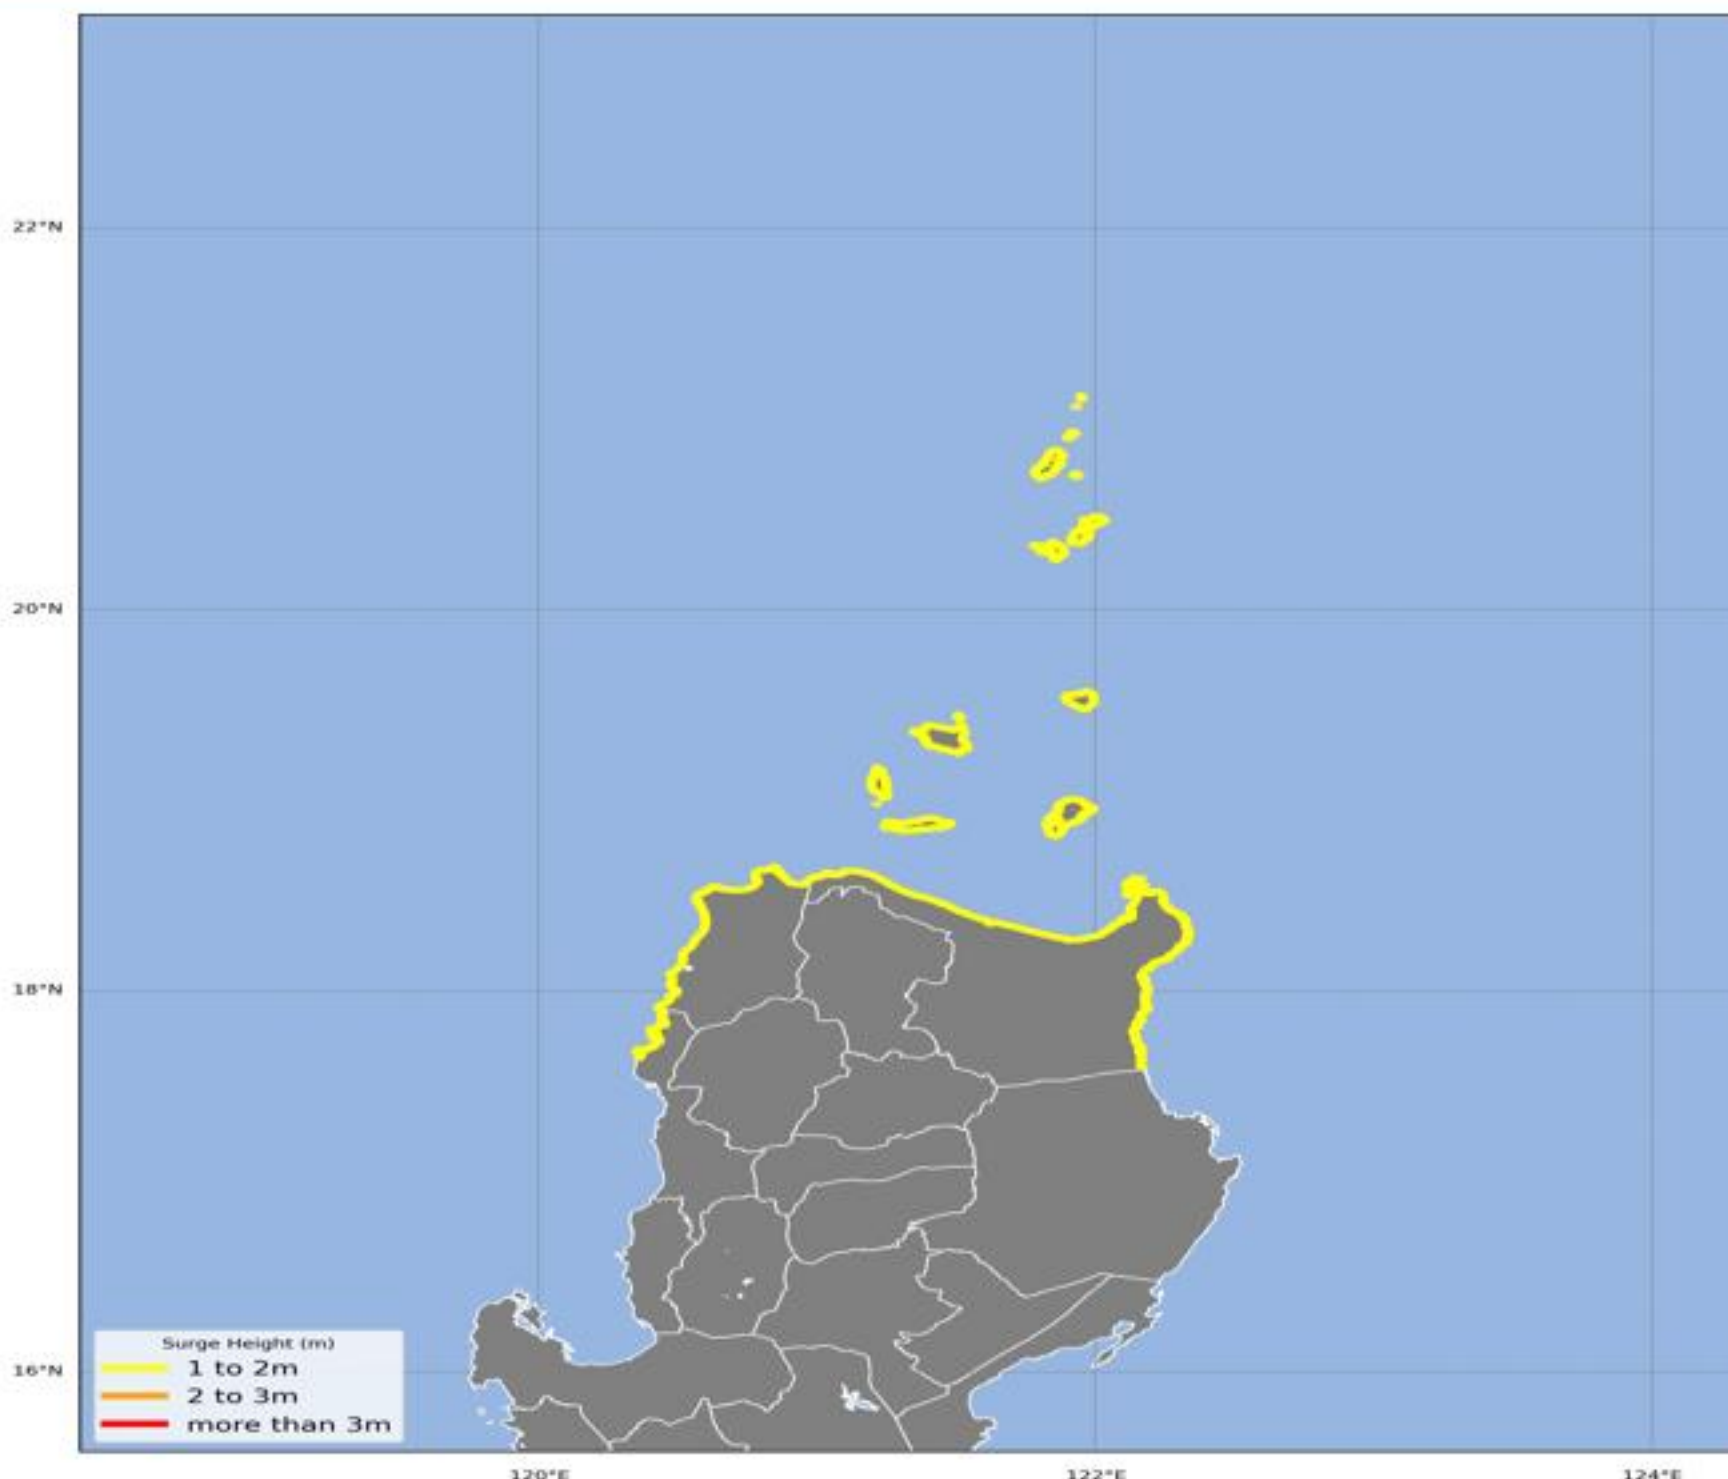 22°N
20°N
18°N
16°N
Surge Height (m)
1 to 2m
2 to 3m
more than 3m
120°E
122°E
124°E